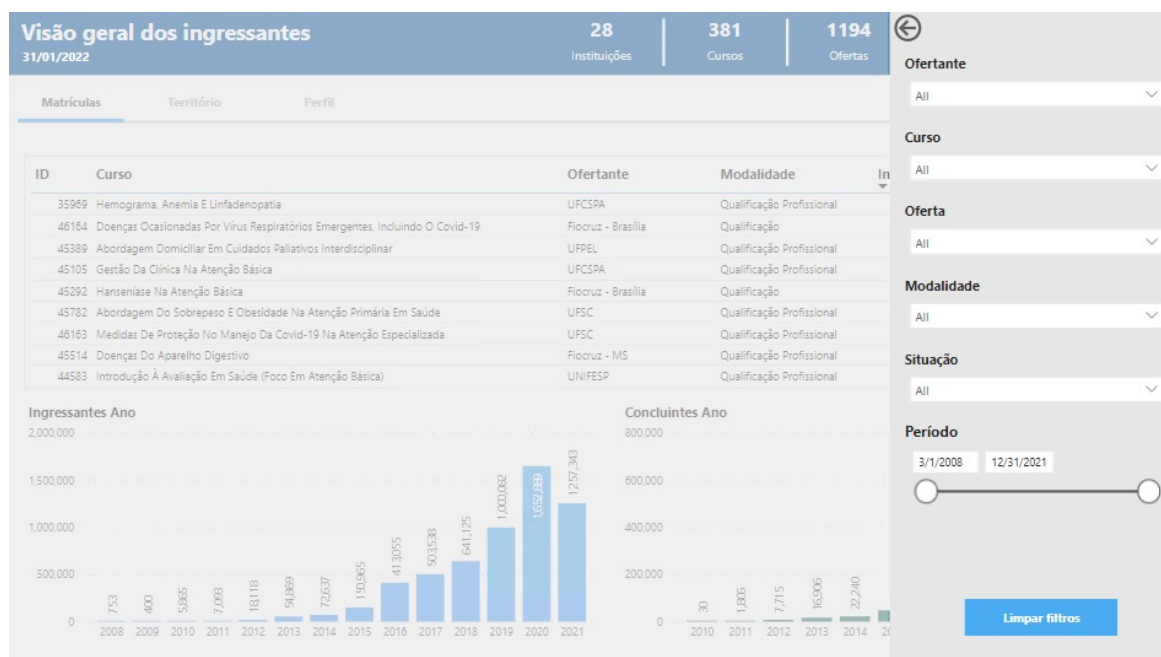 Visão geral dos ingressantes
31/01/2022
28
Instituições
381
Cursos
1194
Ofertas
Matrículas Território Perfil
ID Curso Ofertante Modalidade In
35969 Hemograma, Anemia E Linfadenopatia UFCSPA Qualificação Profissional
46164 Doenças Ocasionadas Por Vírus Respiratórios Emergentes, Incluindo O Covid-19 Fiocruz - Brasília Qualificação
45389 Abordagem Domiciliar Em Cuidados Paliativos Interdisciplinar UFPEL Qualificação Profissional
45105 Gestão Da Clínica Na Atenção Básica UFCSPA Qualificação Profissional
45292 Hanseníase Na Atenção Básica Fiocruz - Brasília Qualificação
45782 Abordagem Do Sobrepeso E Obesidade Na Atenção Primária Em Saúde UFSC Qualificação Profissional
46163 Medidas De Proteção No Manejo Da Covid-19 Na Atenção Especializada UFSC Qualificação Profissional
45514 Doenças Do Aparelho Digestivo Fiocruz - MS Qualificação Profissional
44583 Introdução À Avaliação Em Saúde (Foco Em Atenção Básica) UNIFESP Qualificação Profissional
Ingressantes Ano
2,000,000
1,500,000
1,000,000
500,000
0
753 400 5,865 7,093 18,118 54,869 72,637 150,965 413,055 503,538 641,125 1,000,082 1,652,889 1,257,343
2008 2009 2010 2011 2012 2013 2014 2015 2016 2017 2018 2019 2020 2021
Concluintes Ano
800,000
600,000
400,000
200,000
0
30 1,805 7,715 16,906 22,240
2010 2011 2012 2013 2014 20
Ofertante
All
Curso
All
Oferta
All
Modalidade
All
Situação
All
Período
3/1/2008 12/31/2021
Limpar filtros